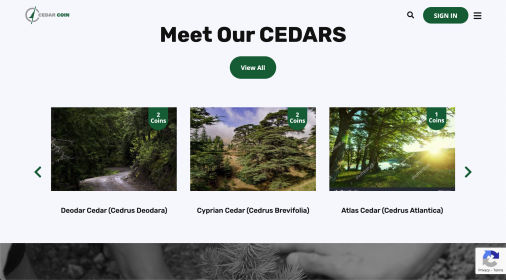 CEDAR COIN
SIGN IN
Meet Our CEDARS
View All
2
Coins
2
Coins
1
Coins
Deodar Cedar (Cedrus Deodara)
Cyprian Cedar (Cedrus Brevifolia)
Atlas Cedar (Cedrus Atlantica)
Privacy - Terms